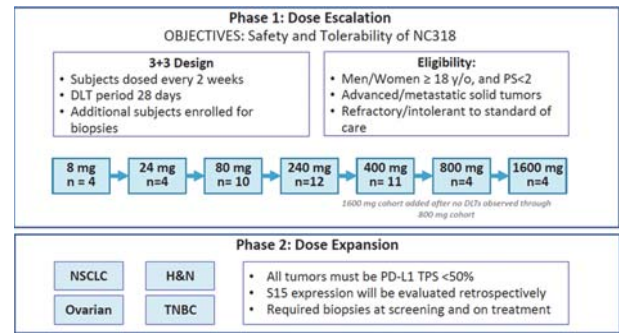 Phase 1: Dose Escalation
OBJECTIVES: Safety and Tolerability of NC318
3+3 Design
• Subjects dosed every 2 weeks
• DLT period 28 days
• Additional subjects enrolled for
biopsies
Eligibility:
• Men/Women ≥ 18 y/o, and PS<2
• Advanced/metastatic solid tumors
• Refractory/intolerant to standard of
care
8 mg
n = 4
24 mg
n=4
80 mg
n= 10
240 mg
n=12
400 mg
n= 11
800 mg
n=4
1600 mg
n=4
1600 mg cohort added after no DLTs observed through
800 mg cohort
Phase 2: Dose Expansion
NSCLC
H&N
Ovarian
TNBC
• All tumors must be PD-L1 TPS <50%
• S15 expression will be evaluated retrospectively
• Required biopsies at screening and on treatment